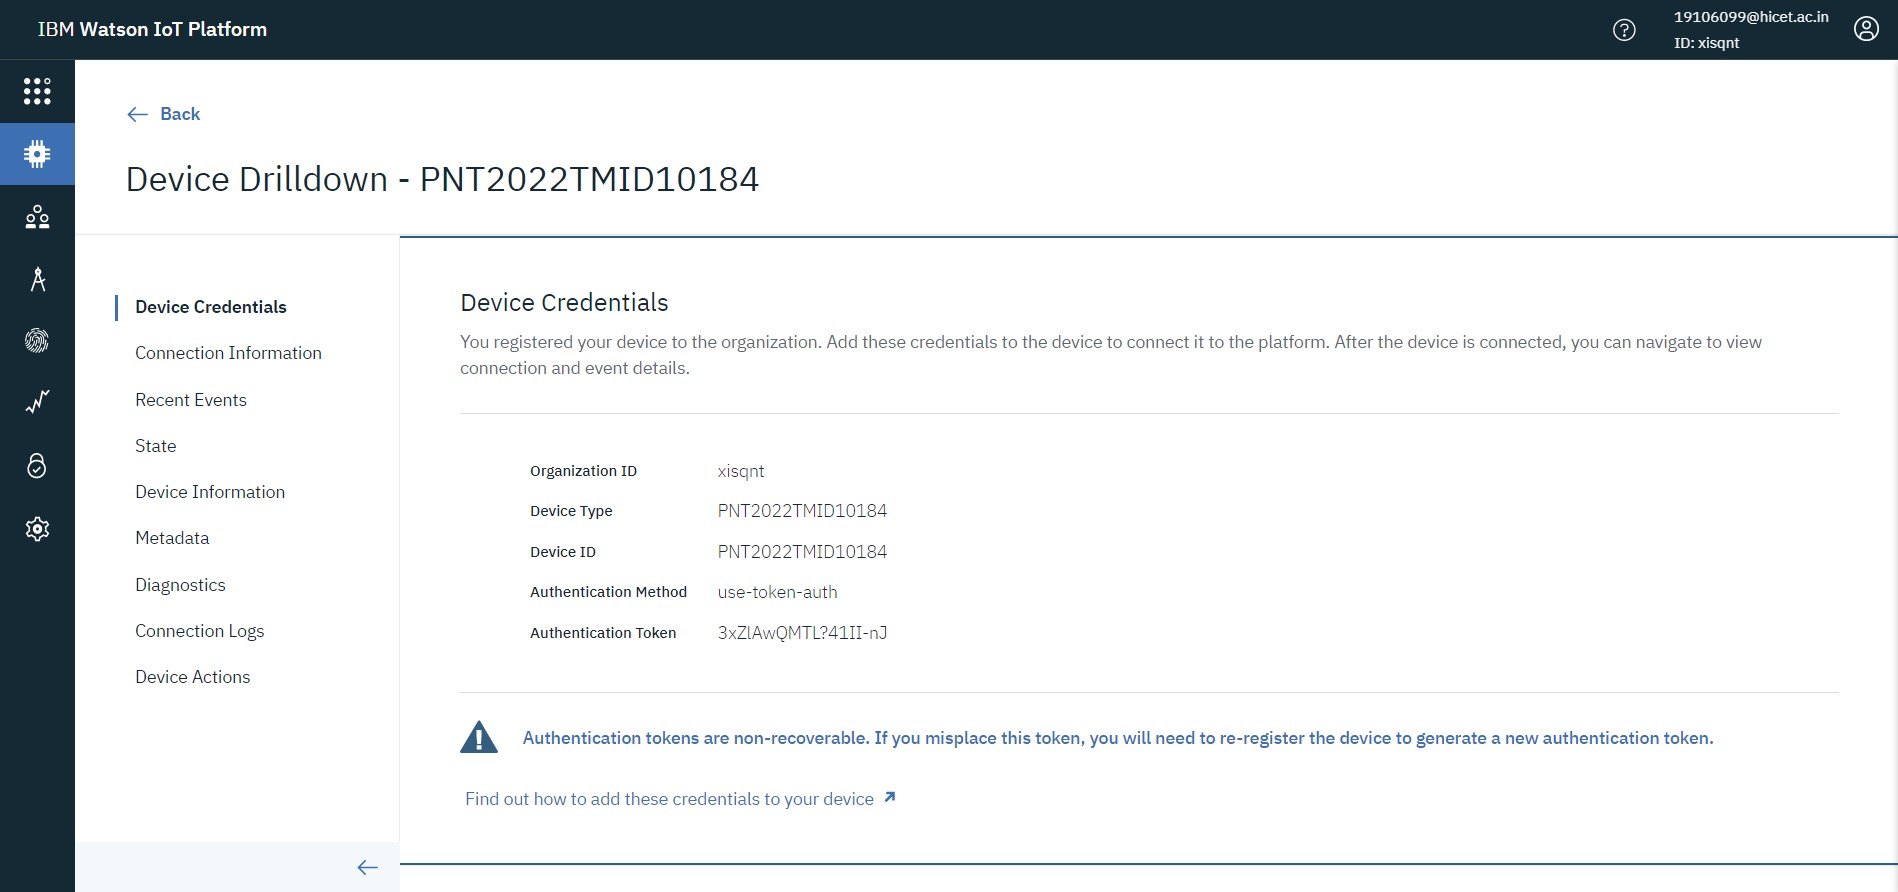 IBM Watson IoT Platform
19106099@hicet.ac.in
ID: xisqnt
Back
Device Drilldown - PNT2022TMID10184
Device Credentials
Connection Information
Recent Events
State
Device Information
Metadata
Diagnostics
Connection Logs
Device Actions
Device Credentials
You registered your device to the organization. Add these credentials to the device to connect it to the platform. After the device is connected, you can navigate to view
connection and event details.
Organization ID xisqnt
Device Type PNT2022TMID10184
Device ID PNT2022TMID10184
Authentication Method use-token-auth
Authentication Token 3xZlAwQMTL?41II-nJ
Authentication tokens are non-recoverable. If you misplace this token, you will need to re-register the device to generate a new authentication token.
Find out how to add these credentials to your device